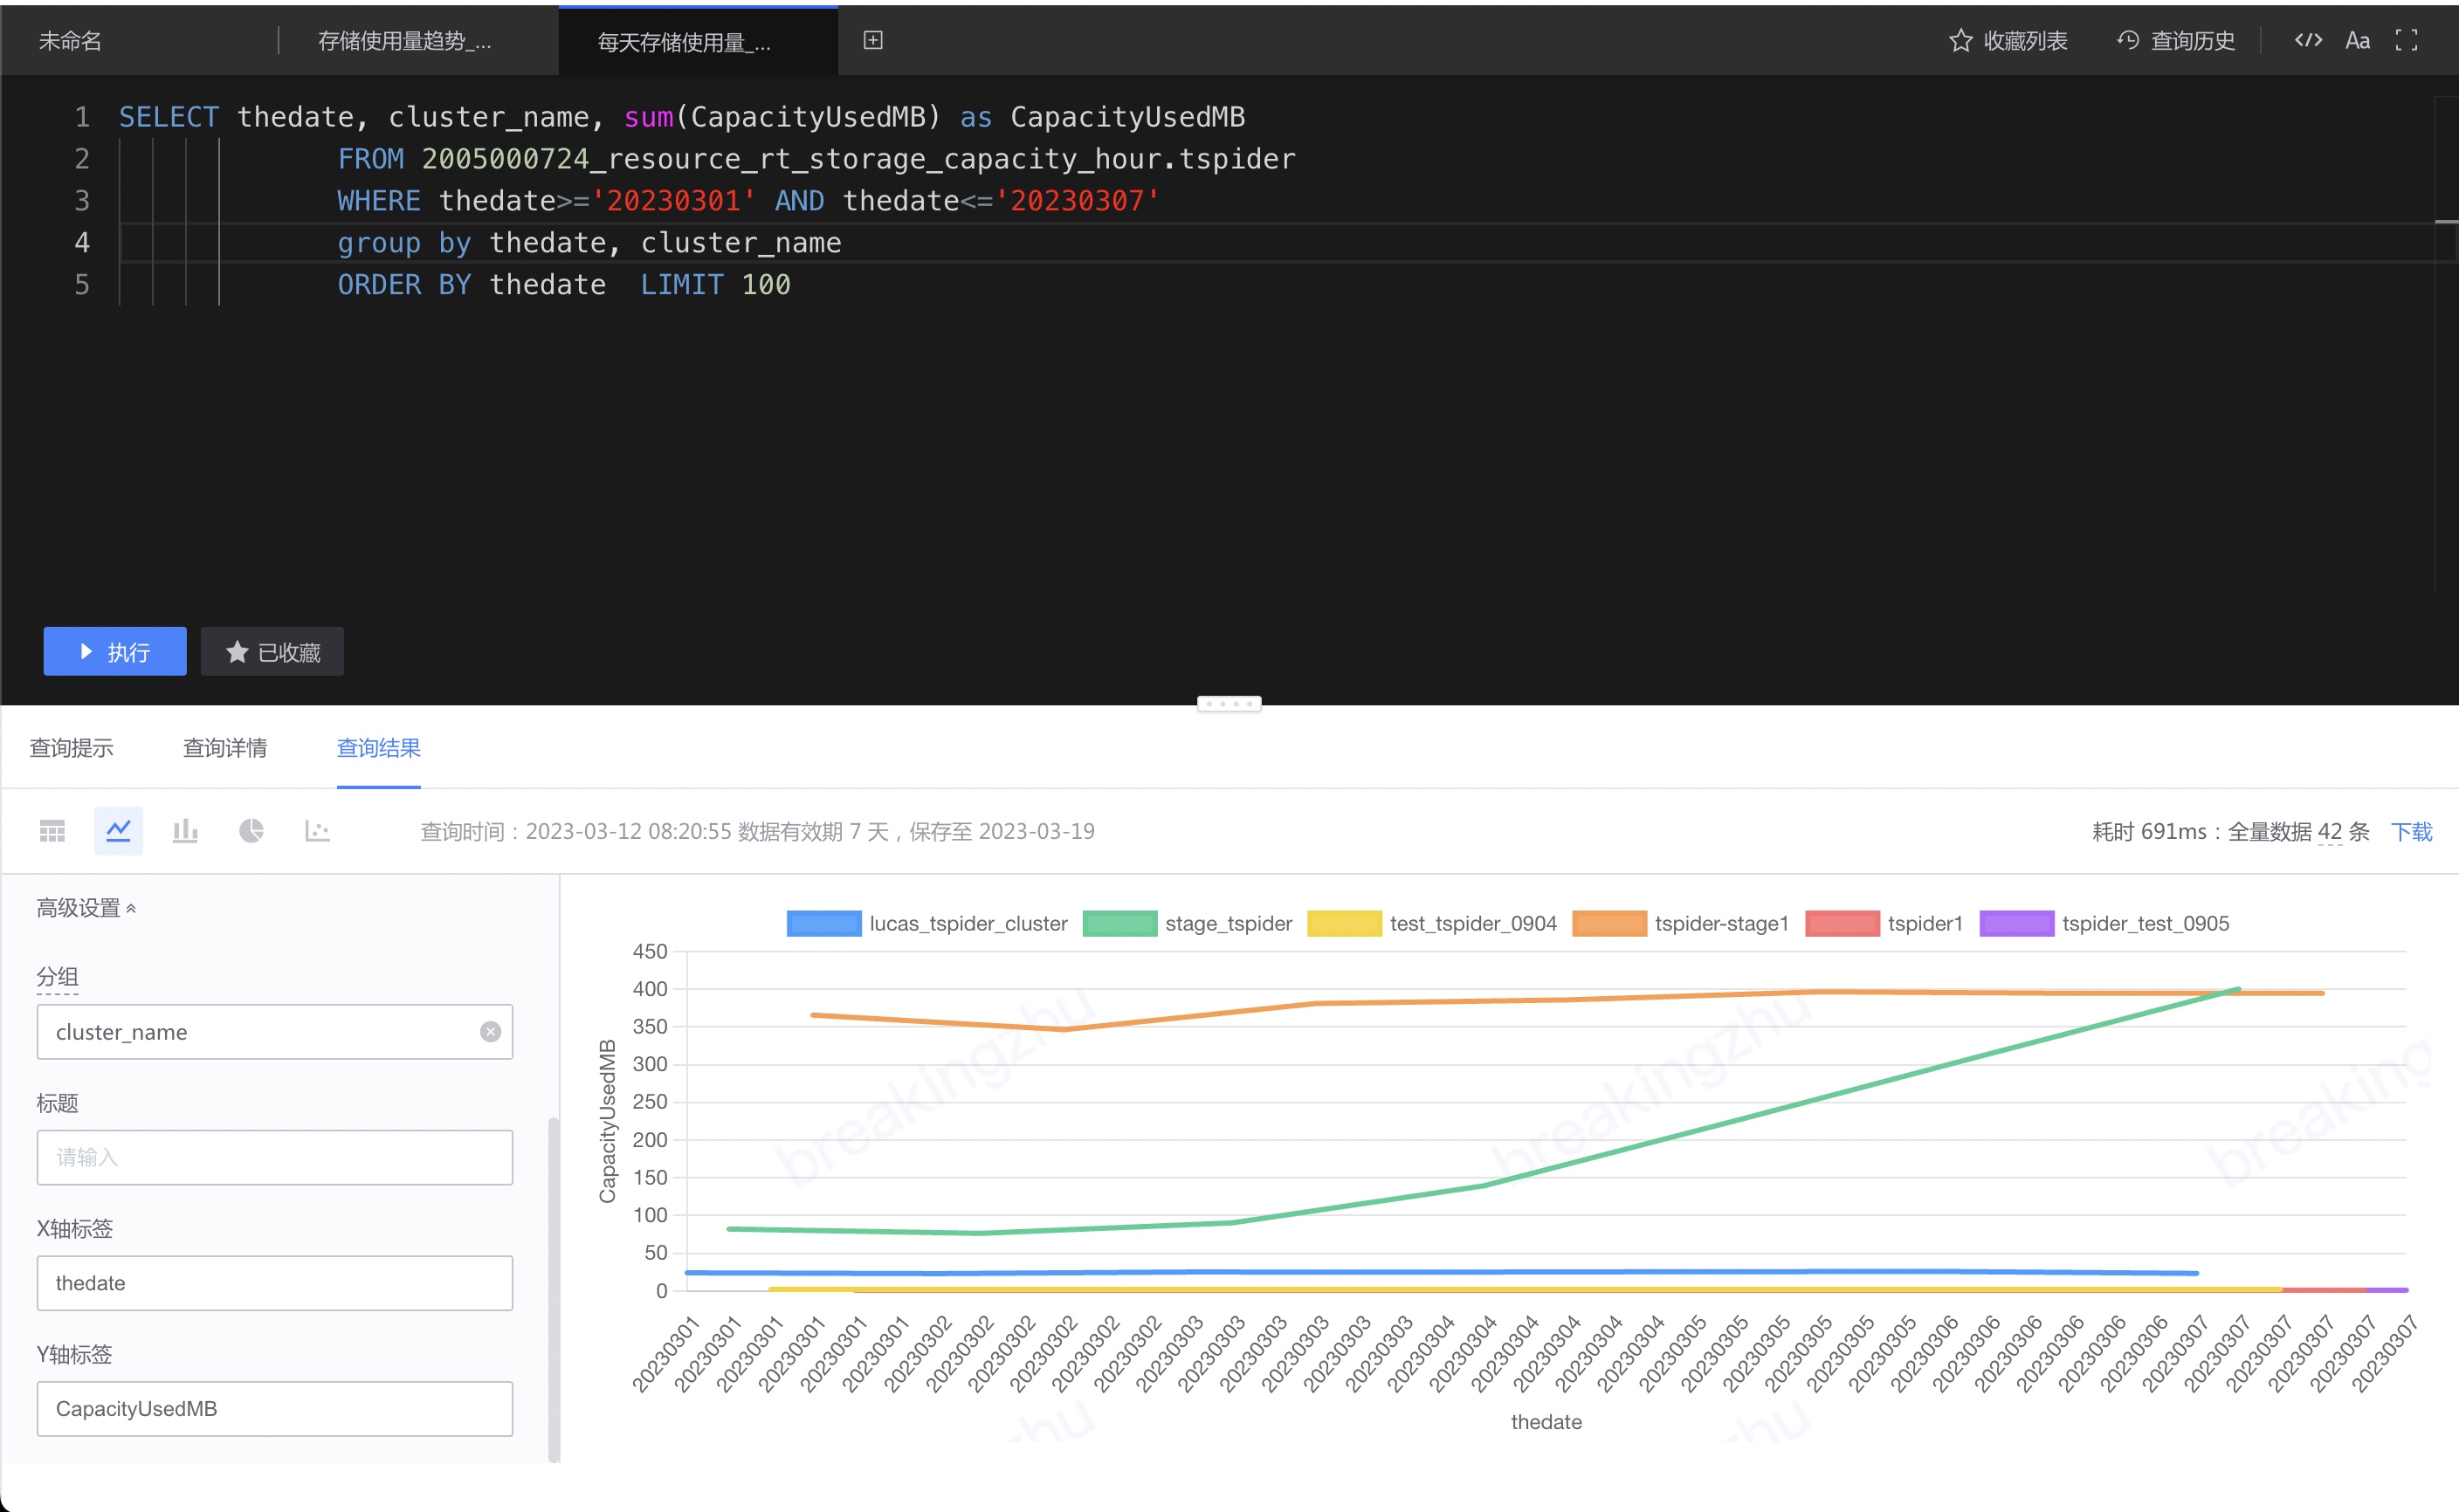 未命名
存储使用量趋势_...
每天存储使用量_...
收藏列表
查询历史
</>
Aa
1 SELECT thedate, cluster_name, sum(CapacityUsedMB) as CapacityUsedMB
2 FROM 2005000724_resource_rt_storage_capacity_hour.tspider
3 WHERE thedate>='20230301' AND thedate<='20230307'
4 group by thedate, cluster_name
5 ORDER BY thedate  LIMIT 100
执行
已收藏
查询提示
查询详情
查询结果
查询时间：2023-03-12 08:20:55 数据有效期 7 天，保存至 2023-03-19
耗时 691ms：全量数据 42 条
下载
高级设置
分组
cluster_name
标题
请输入
X轴标签
thedate
Y轴标签
CapacityUsedMB
lucas_tspider_cluster
stage_tspider
test_tspider_0904
tspider-stage1
tspider1
tspider_test_0905
CapacityUsedMB
450
400
350
300
250
200
150
100
50
0
20230301
20230301
20230301
20230301
20230301
20230301
20230302
20230302
20230302
20230302
20230302
20230302
20230303
20230303
20230303
20230303
20230303
20230303
20230304
20230304
20230304
20230304
20230304
20230304
20230305
20230305
20230305
20230305
20230305
20230305
20230306
20230306
20230306
20230306
20230306
20230306
20230307
20230307
20230307
20230307
20230307
20230307
thedate
breakingzhu
breakingzhu
breaking
zhu
zhu